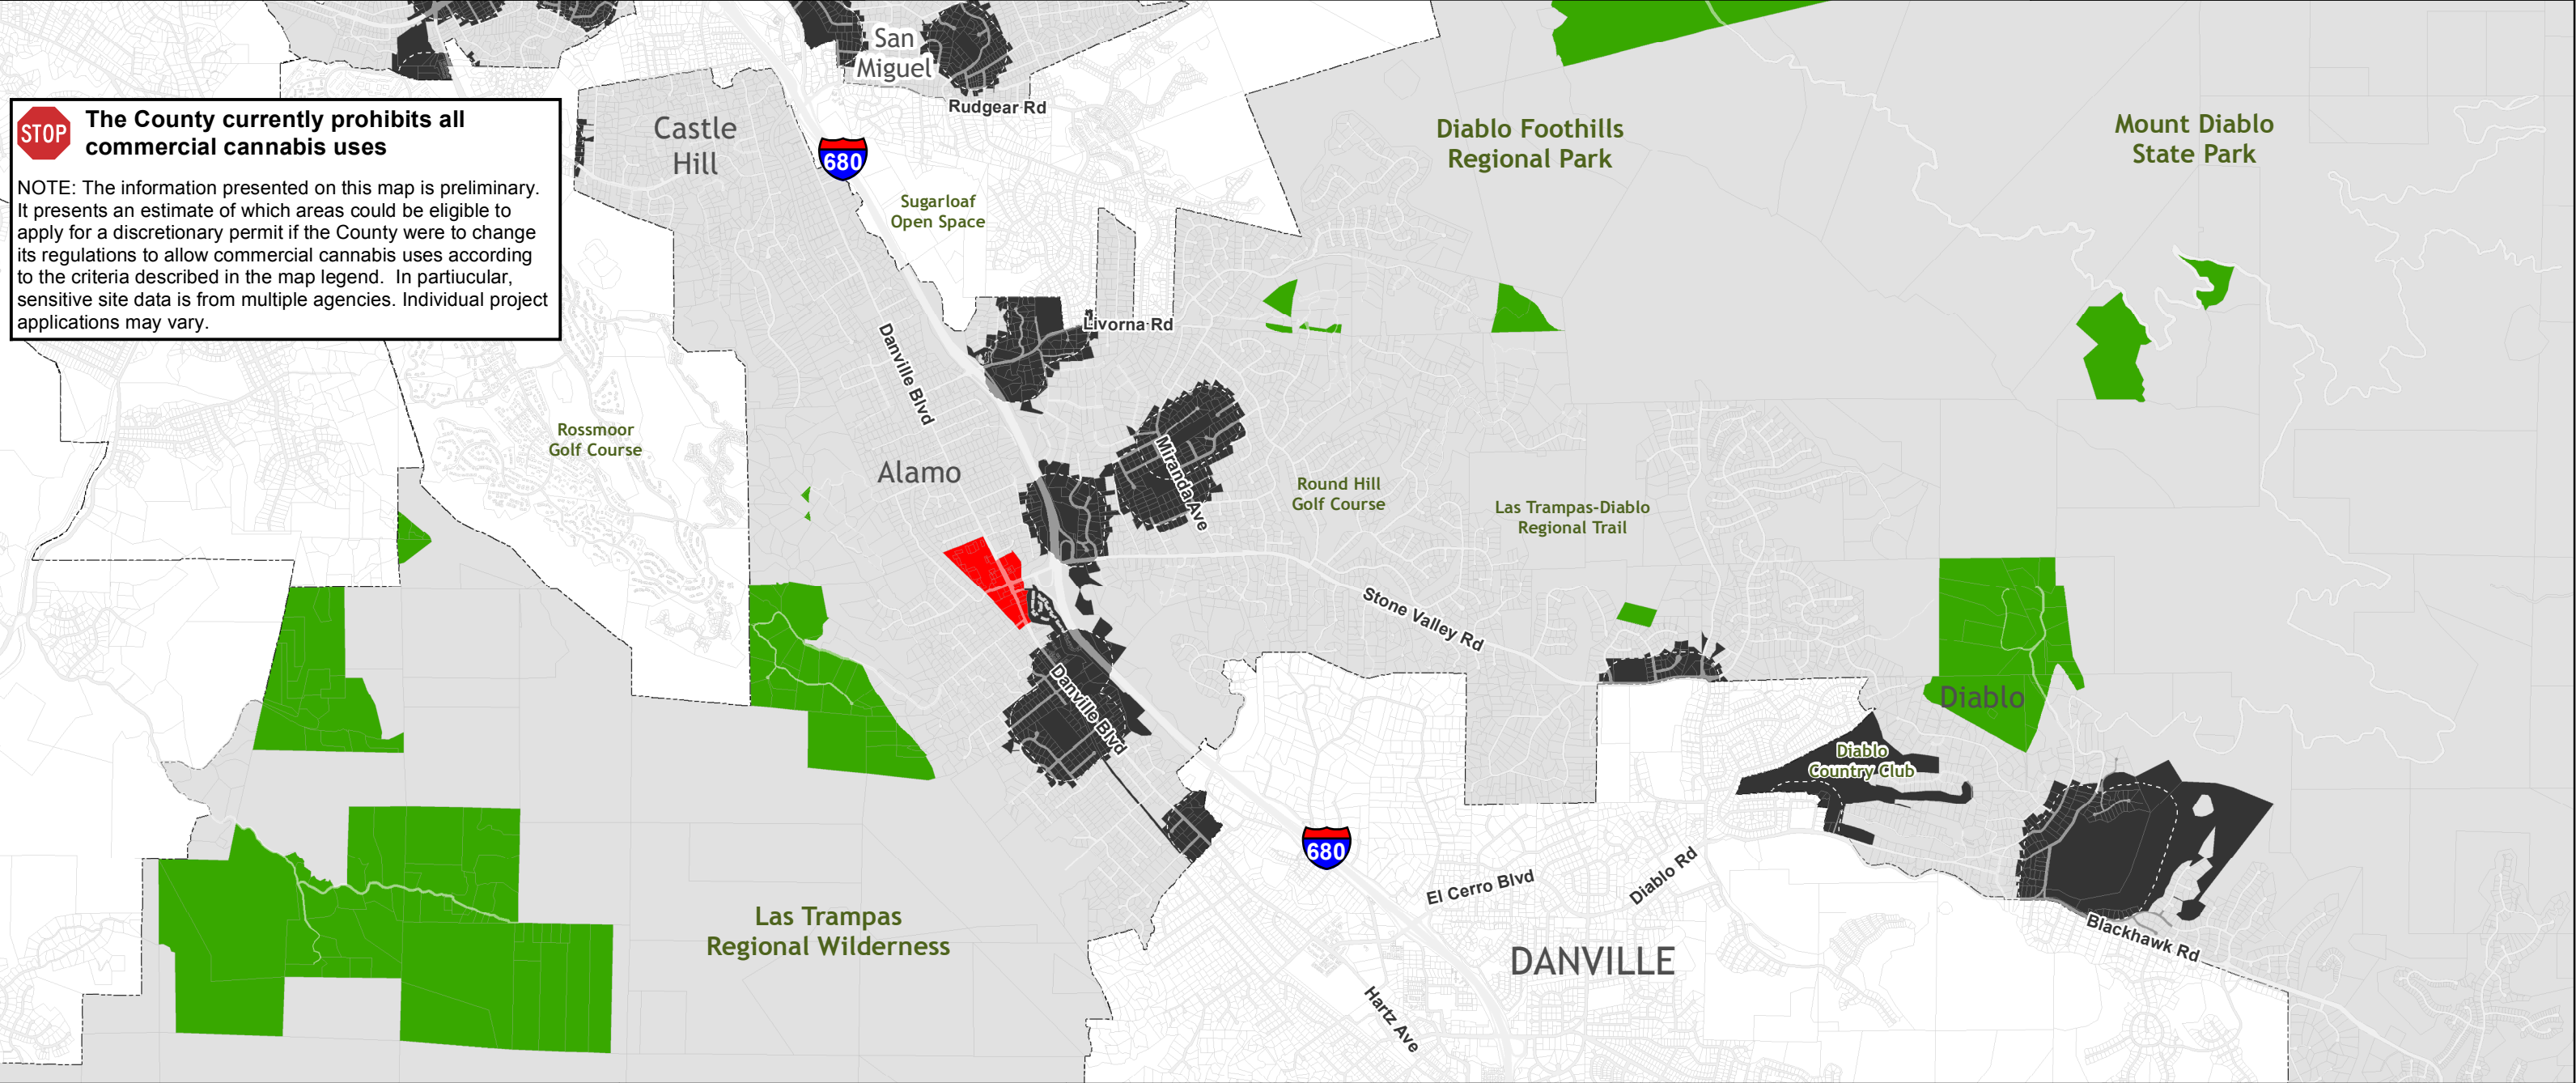 San
Miguel
Rudgear Rd
STOP
The County currently prohibits all
commercial cannabis uses
NOTE: The information presented on this map is preliminary.
It presents an estimate of which areas could be eligible to
apply for a discretionary permit if the County were to change
its regulations to allow commercial cannabis uses according
to the criteria described in the map legend. In partiucular,
sensitive site data is from multiple agencies. Individual project
applications may vary.
Castle
Hill
680
Diablo Foothills
Regional Park
Mount Diablo
State Park
Sugarloaf
Open Space
Livorna Rd
Danville Blvd
Rossmoor
Golf Course
Alamo
Miranda Ave
Round Hill
Golf Course
Las Trampas-Diablo
Regional Trail
Stone Valley Rd
Danville Blvd
Diablo
Diablo
Country Club
680
El Cerro Blvd
Diablo Rd
Las Trampas
Regional Wilderness
DANVILLE
Blackhawk Rd
Hartz Ave